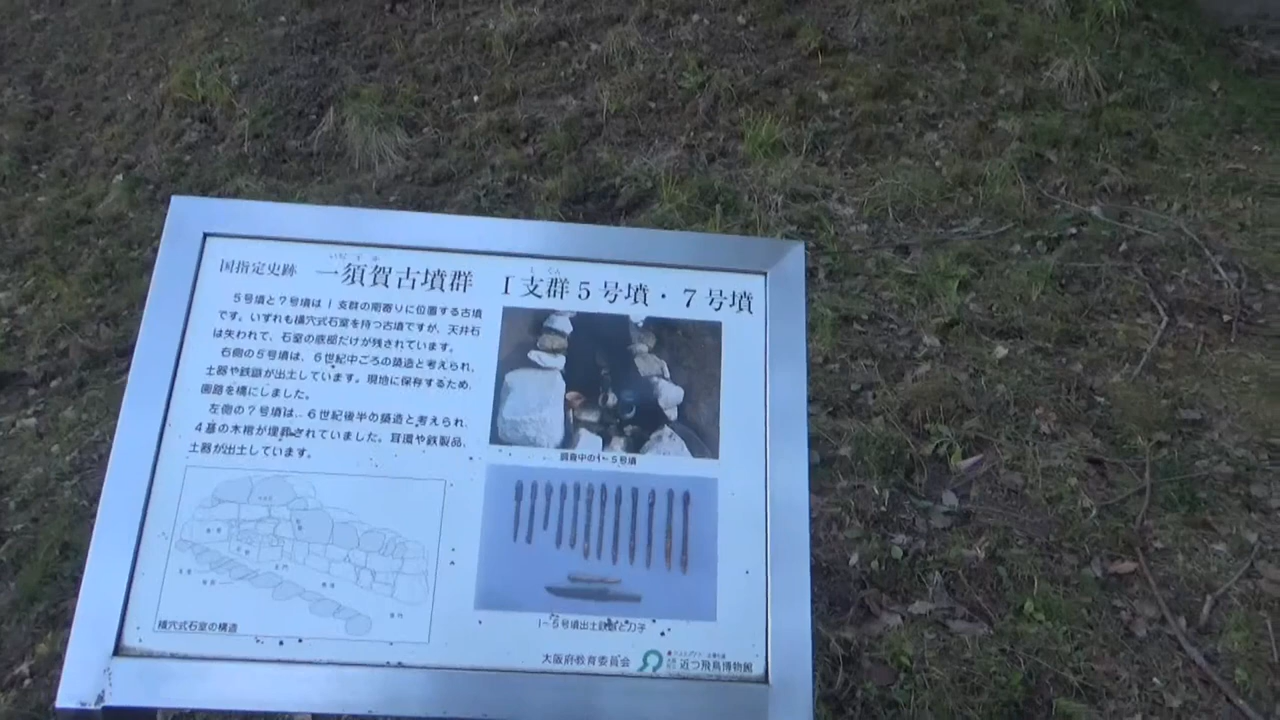 国指定史跡 一須賀古墳群 I支群5号墳・7号墳
5号墳と7号墳はI支群の南寄りに位置する古墳
です。いずれも横穴式石室を持つ古墳ですが、天井石
は失われて、石室の底部だけが残されています。
右側の5号墳は、6世紀中ごろの築造と考えられ、
土器や鉄鏃が出土しています。現地に保存するため、
園路を橋にしました。
左側の7号墳は、6世紀後半の築造と考えられ、
4基の木棺が埋葬されていました。耳環や鉄製品、
土器が出土しています。
調査中のI-5号墳
横穴式石室の構造
I-5号墳出土鉄鏃と刀子
大阪府教育委員会 近つ飛鳥博物館